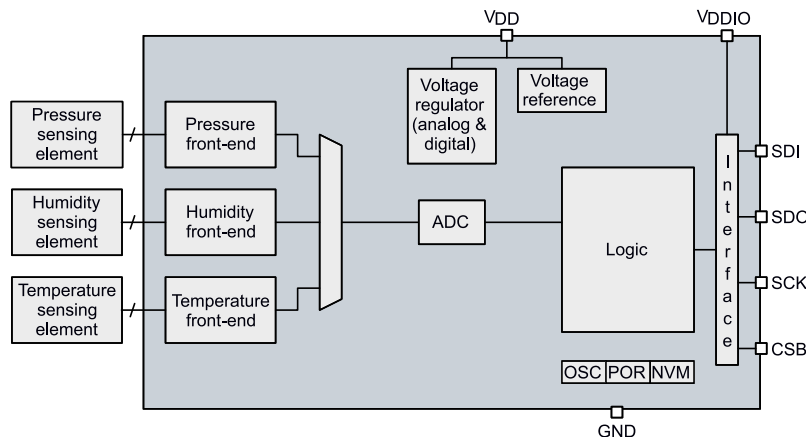 VDD
VDDIO
Voltage
regulator
(analog &
digital)
Voltage
reference
Pressure
sensing
element
Pressure
front-end
Humidity
sensing
element
Humidity
front-end
Temperature
sensing
element
Temperature
front-end
ADC
Logic
Interface
SDI
SDO
SCK
CSB
OSC POR NVM
GND